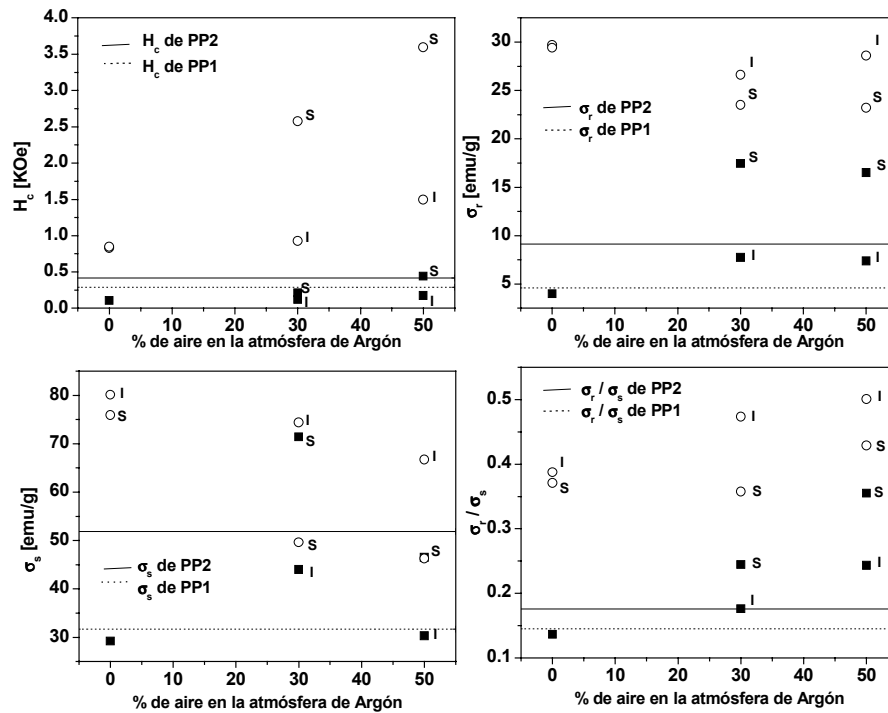 4.0
3.5
3.0
2.5
2.0
1.5
1.0
0.5
0.0
H_c [KOe]
H_c de PP2
H_c de PP1
S
S
I
I
S
I
S
I
0 10 20 30 40 50
% de aire en la atmósfera de Argón
30
25
20
15
10
5
σ_r [emu/g]
σ_r de PP2
σ_r de PP1
I
S
I
S
S
S
I
I
0 10 20 30 40 50
% de aire en la atmósfera de Argón
80
70
60
50
40
30
σ_s [emu/g]
σ_s de PP2
σ_s de PP1
I
S
I
S
S
I
S
I
0 10 20 30 40 50
% de aire en la atmósfera de Argón
0.5
0.4
0.3
0.2
0.1
σ_r / σ_s
σ_r / σ_s de PP2
σ_r / σ_s de PP1
I
S
I
S
S
I
I
S
S
I
0 10 20 30 40 50
% de aire en la atmósfera de Argón